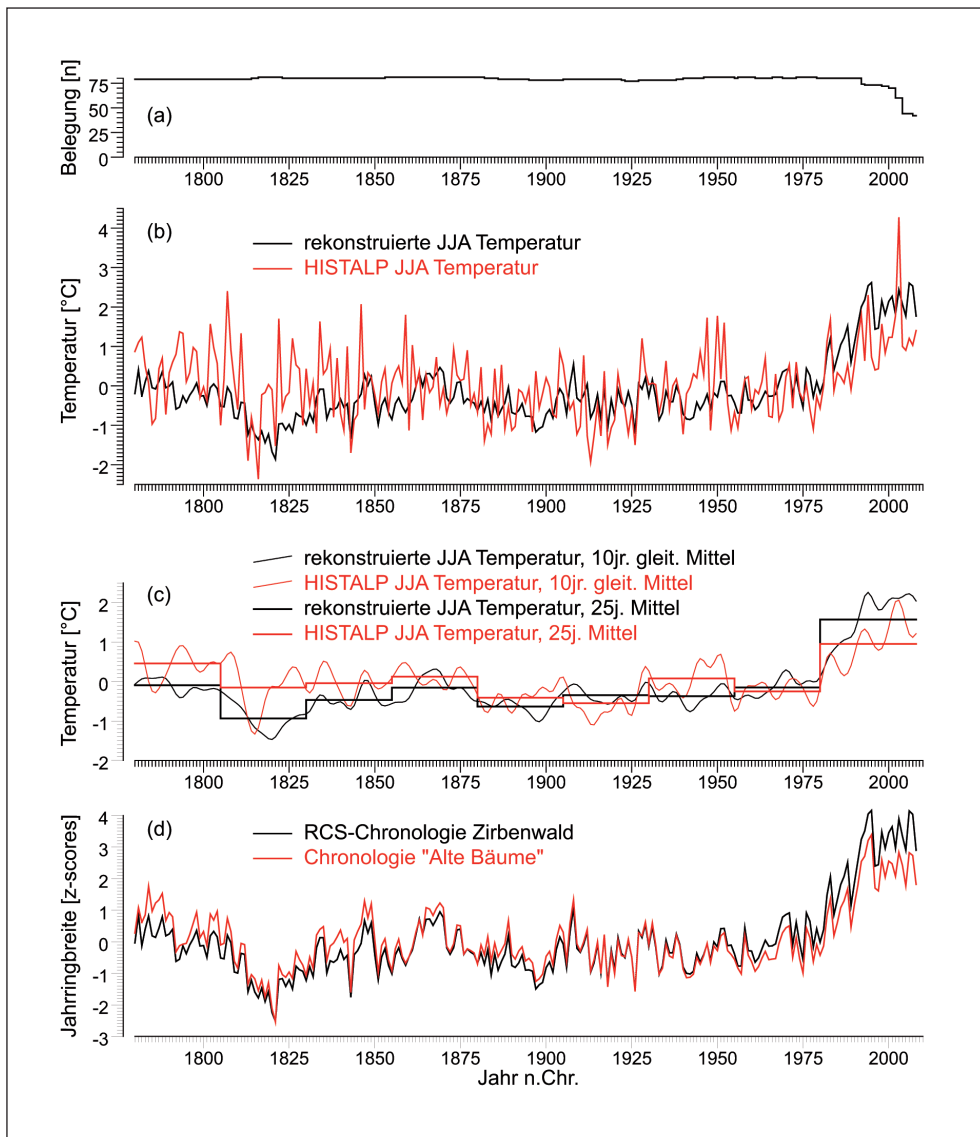 Belegung [n]
75
50
25
0
(a)
1800 1825 1850 1875 1900 1925 1950 1975 2000
Temperatur [°C]
4
3
2
1
0
-1
-2
(b)
rekonstruierte JJA Temperatur
HISTALP JJA Temperatur
1800 1825 1850 1875 1900 1925 1950 1975 2000
rekonstruierte JJA Temperatur, 10jr. gleit. Mittel
HISTALP JJA Temperatur, 10jr. gleit. Mittel
rekonstruierte JJA Temperatur, 25j. Mittel
HISTALP JJA Temperatur, 25j. Mittel
Temperatur [°C]
2
1
0
-1
-2
(c)
1800 1825 1850 1875 1900 1925 1950 1975 2000
Jahrringbreite [z-scores]
4
3
2
1
0
-1
-2
-3
(d)
RCS-Chronologie Zirbenwald
Chronologie "Alte Bäume"
1800 1825 1850 1875 1900 1925 1950 1975 2000
Jahr n.Chr.